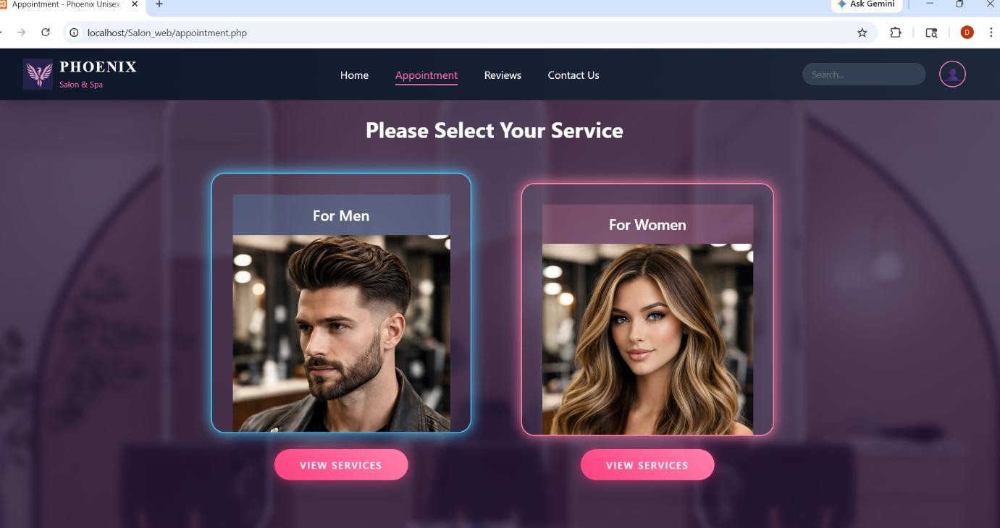 Appointment - Phoenix Unisex
Ask Gemini
localhost/Salon_web/appointment.php
D
PHOENIX
Salon & Spa
Home
Appointment
Reviews
Contact Us
Search...
Please Select Your Service
For Men
For Women
VIEW SERVICES
VIEW SERVICES